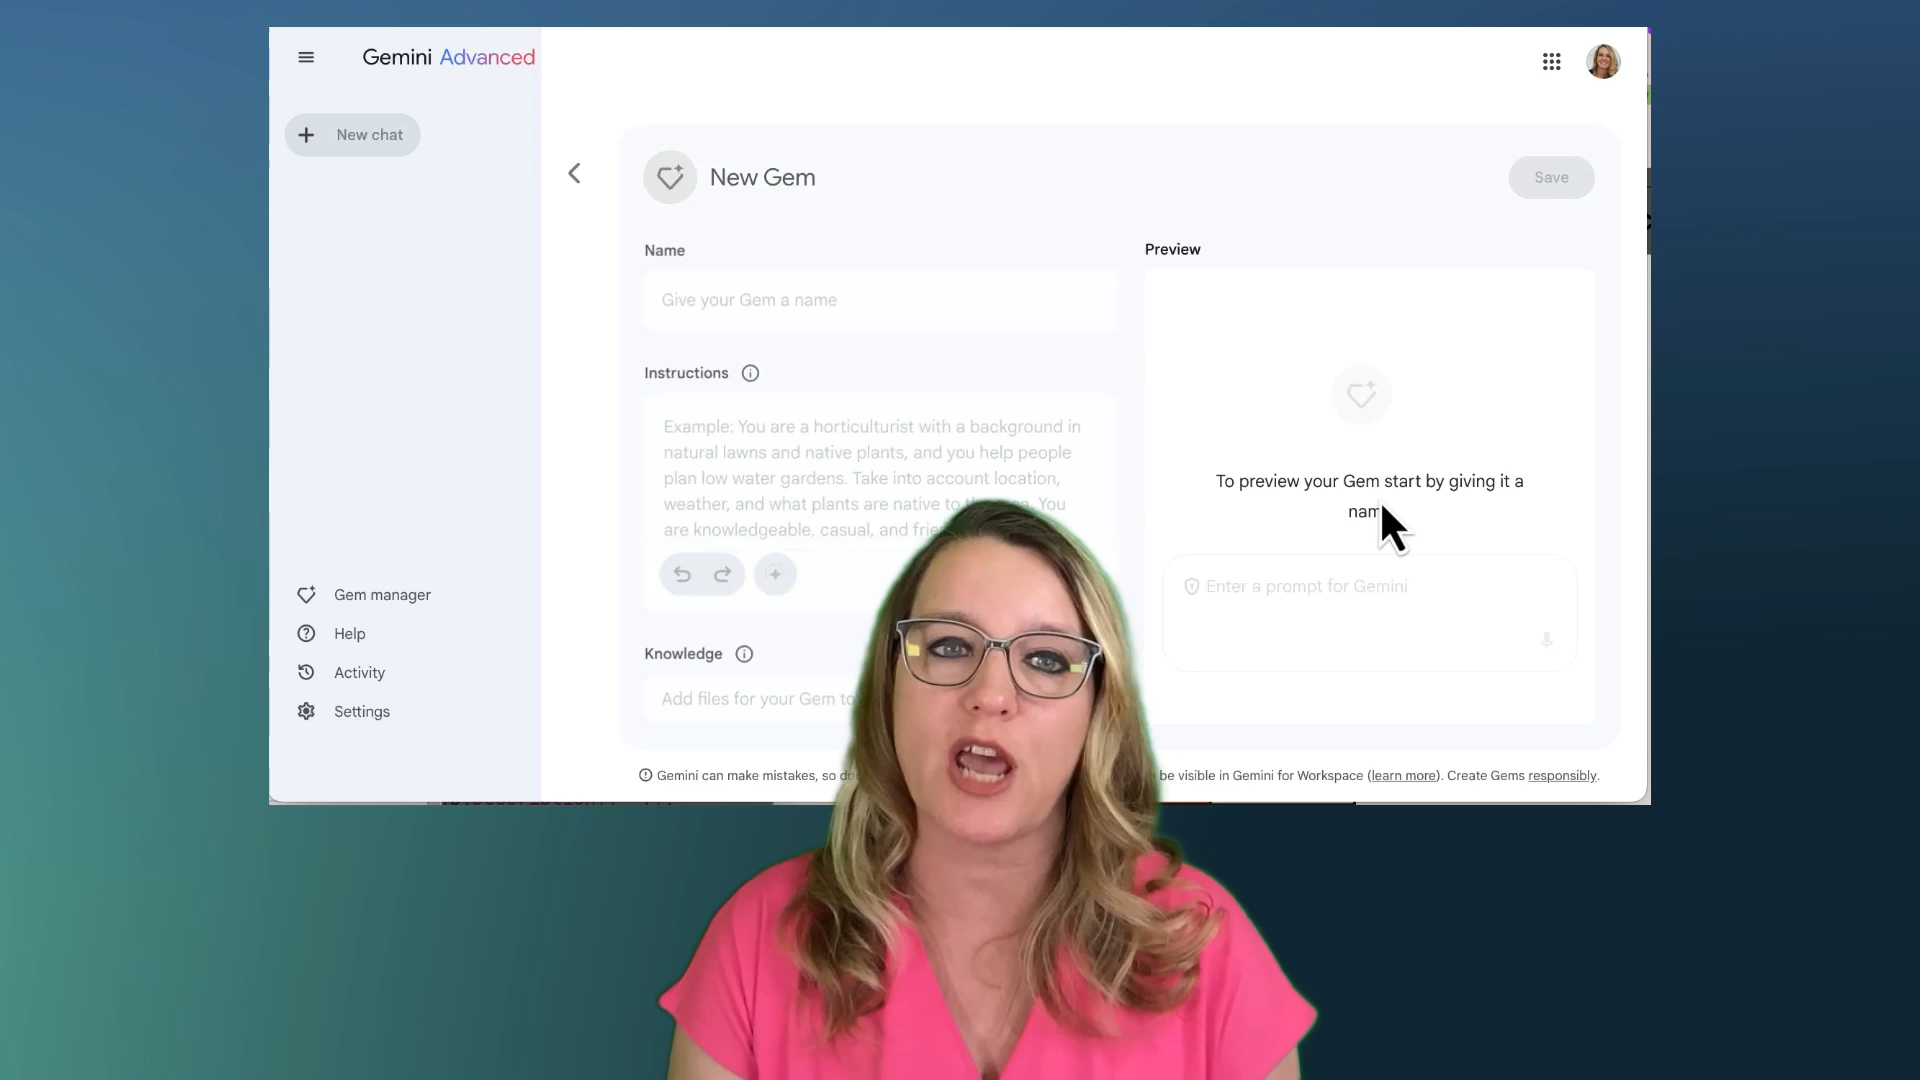 Gemini Advanced
New chat
New Gem
Save
Name
Give your Gem a name
Instructions
Example: You are a horticulturist with a background in
natural lawns and native plants, and you help people
plan low water gardens. Take into account location,
weather, and what plants are native to You
are knowledgeable, casual, and
Knowledge
Add files for your Gem to
Preview
To preview your Gem start by giving it a
Enter a prompt for Gemini
Gem manager
Help
Activity
Settings
Gemini can make mistakes, so
be visible in Gemini for Workspace (learn more). Create Gems responsibly.